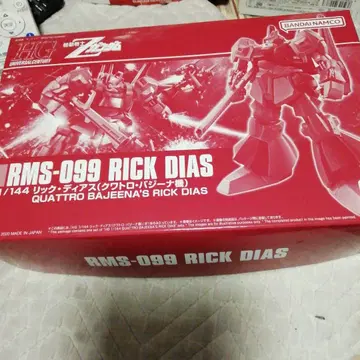 HG
UNIVERSAL CENTURY
機動戦士Ζガンダム
BANDAI NAMCO
RMS-099 RICK DIAS
1/144 リック・ディアス(クワトロ・バジーナ機)
QUATTRO BAJEENA'S RICK DIAS
2020 MADE IN JAPAN
RMS-099 RICK DIAS